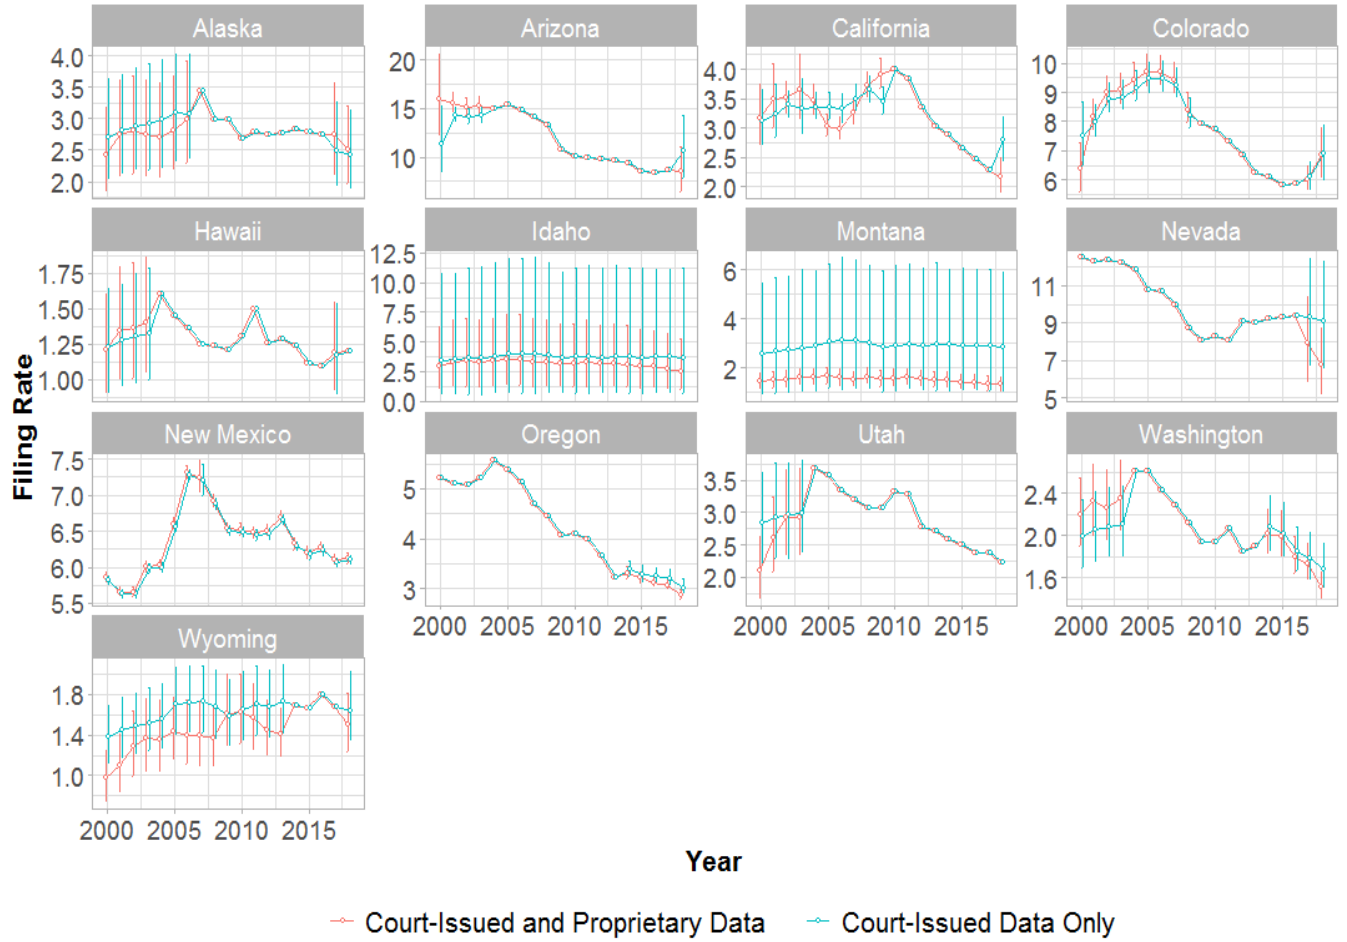 Alaska Arizona California Colorado
4.0 3.5 3.0 2.5 2.0
20 15 10
4.0 3.5 3.0 2.5 2.0
10 9 8 7 6
Hawaii Idaho Montana Nevada
1.75 1.50 1.25 1.00
12.5 10.0 7.5 5.0 2.5 0.0
6 4 2
11 9 7 5
Filing Rate
New Mexico Oregon Utah Washington
7.5 7.0 6.5 6.0 5.5
5 4 3
3.5 3.0 2.5 2.0
2.4 2.0 1.6
2000 2005 2010 2015 2000 2005 2010 2015 2000 2005 2010 2015
Wyoming
1.8 1.4 1.0
2000 2005 2010 2015
Year
Court-Issued and Proprietary Data Court-Issued Data Only